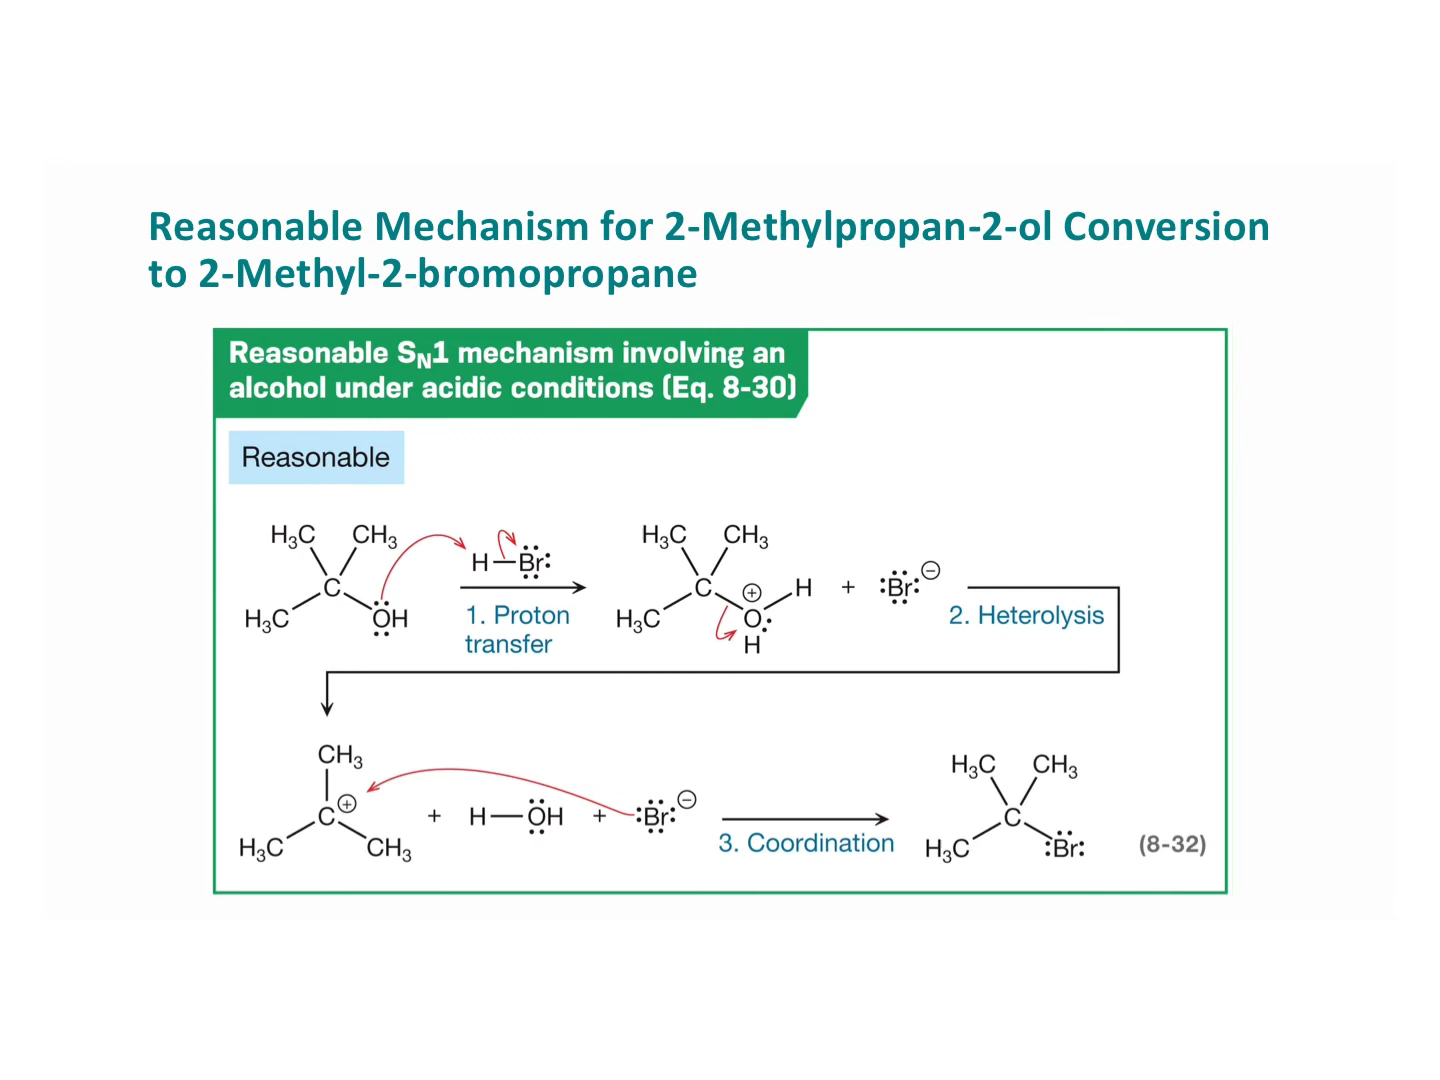 Reasonable Mechanism for 2-Methylpropan-2-ol Conversion
to 2-Methyl-2-bromopropane
Reasonable SN1 mechanism involving an
alcohol under acidic conditions (Eq. 8-30)
Reasonable
H3C CH3 H—Br: H3C CH3
C C ⊕ H + :Br: ⊖
H3C OH 1. Proton H3C O: 2. Heterolysis
transfer H
CH3 H3C CH3
C ⊕ + H—OH + :Br: ⊖ C
H3C CH3 3. Coordination H3C :Br: (8-32)